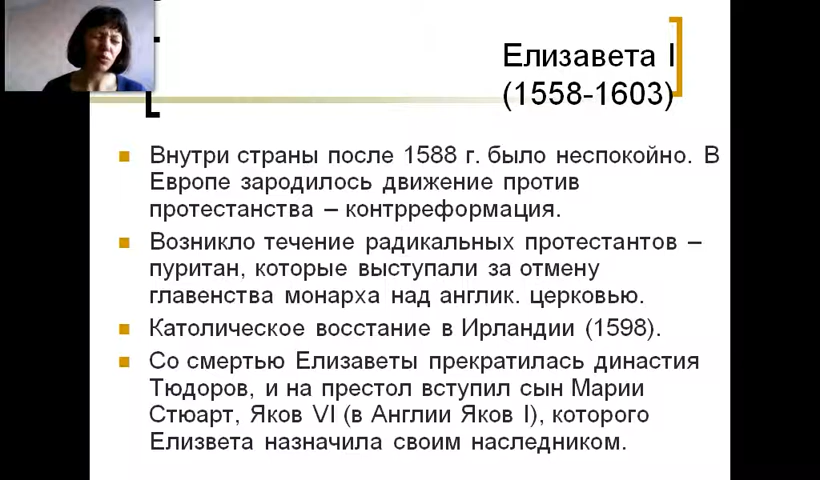 Елизавета I
(1558-1603)
Внутри страны после 1588 г. было неспокойно. В
Европе зародилось движение против
протестанства – контрреформация.
Возникло течение радикальных протестантов –
пуритан, которые выступали за отмену
главенства монарха над англик. церковью.
Католическое восстание в Ирландии (1598).
Со смертью Елизаветы прекратилась династия
Тюдоров, и на престол вступил сын Марии
Стюарт, Яков VI (в Англии Яков I), которого
Елизвета назначила своим наследником.